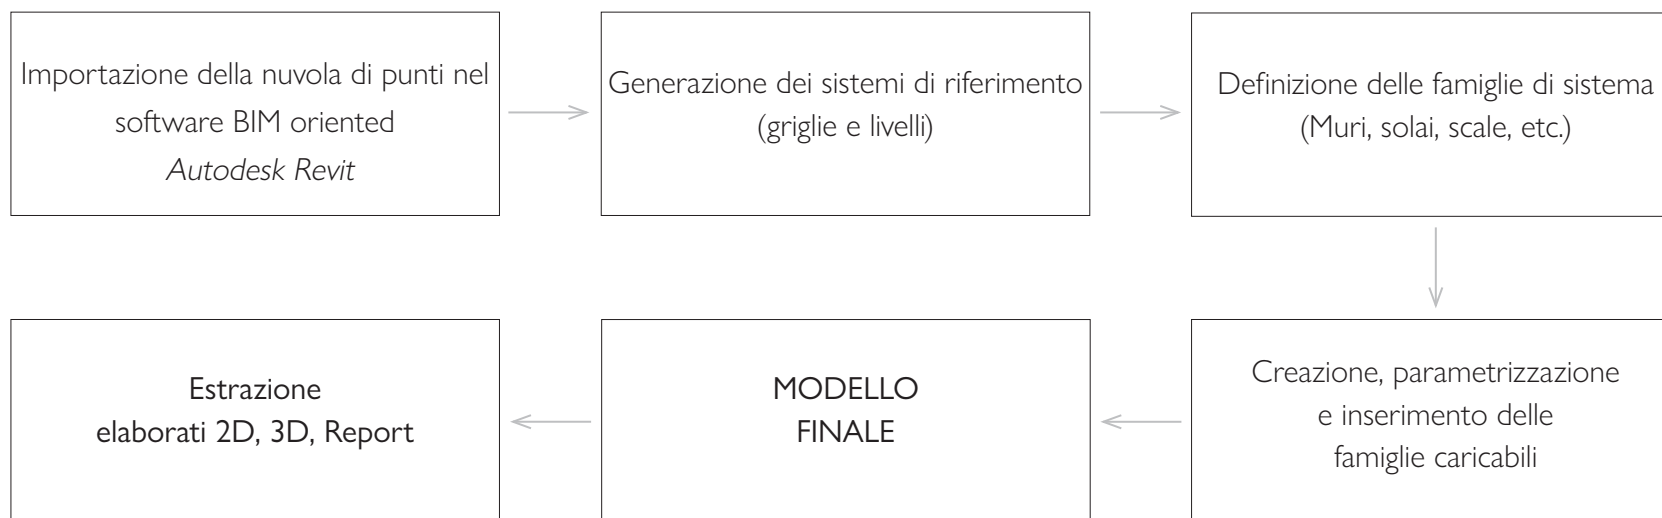 Importazione della nuvola di punti nel
software BIM oriented
Autodesk Revit
Generazione dei sistemi di riferimento
(griglie e livelli)
Definizione delle famiglie di sistema
(Muri, solai, scale, etc.)
Creazione, parametrizzazione
e inserimento delle
famiglie caricabili
MODELLO
FINALE
Estrazione
elaborati 2D, 3D, Report